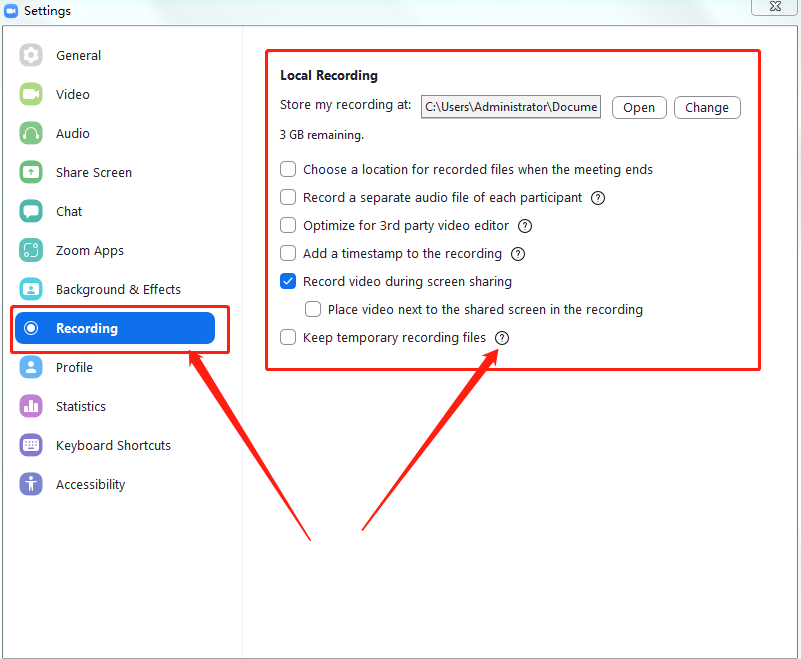 Settings
General
Video
Audio
Share Screen
Chat
Zoom Apps
Background & Effects
Recording
Profile
Statistics
Keyboard Shortcuts
Accessibility
Local Recording
Store my recording at: C:\Users\Administrator\Docume Open Change
3 GB remaining.
Choose a location for recorded files when the meeting ends
Record a separate audio file of each participant ?
Optimize for 3rd party video editor ?
Add a timestamp to the recording ?
Record video during screen sharing
Place video next to the shared screen in the recording
Keep temporary recording files ?